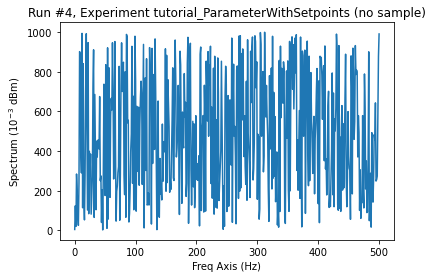 Run #4, Experiment tutorial_ParameterWithSetpoints (no sample)
Spectrum (10⁻³ dBm)
1000
800
600
400
200
0
0 100 200 300 400 500
Freq Axis (Hz)